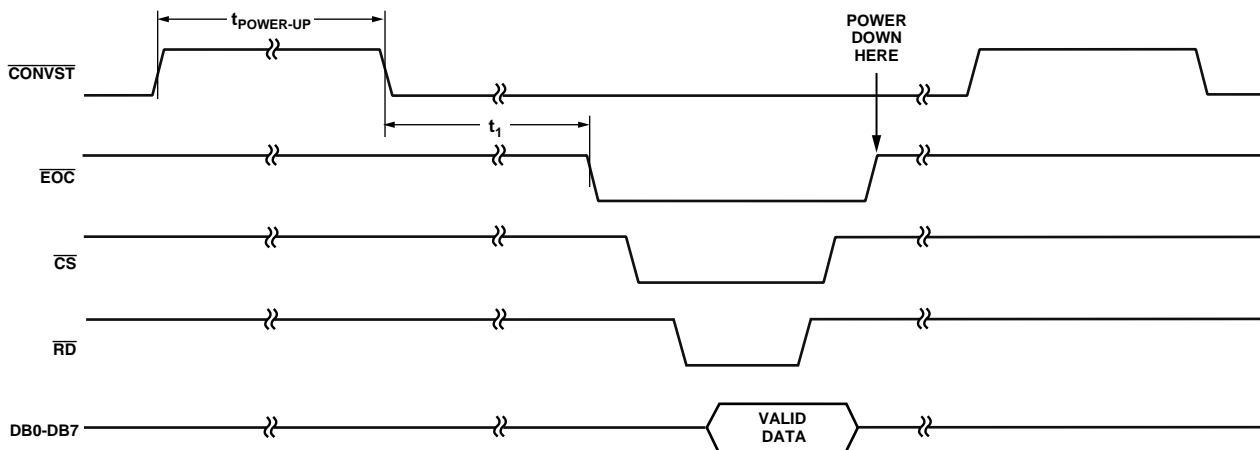 tPOWER-UP
POWER
DOWN
HERE
CONVST
t1
EOC
CS
RD
DB0-DB7
VALID
DATA